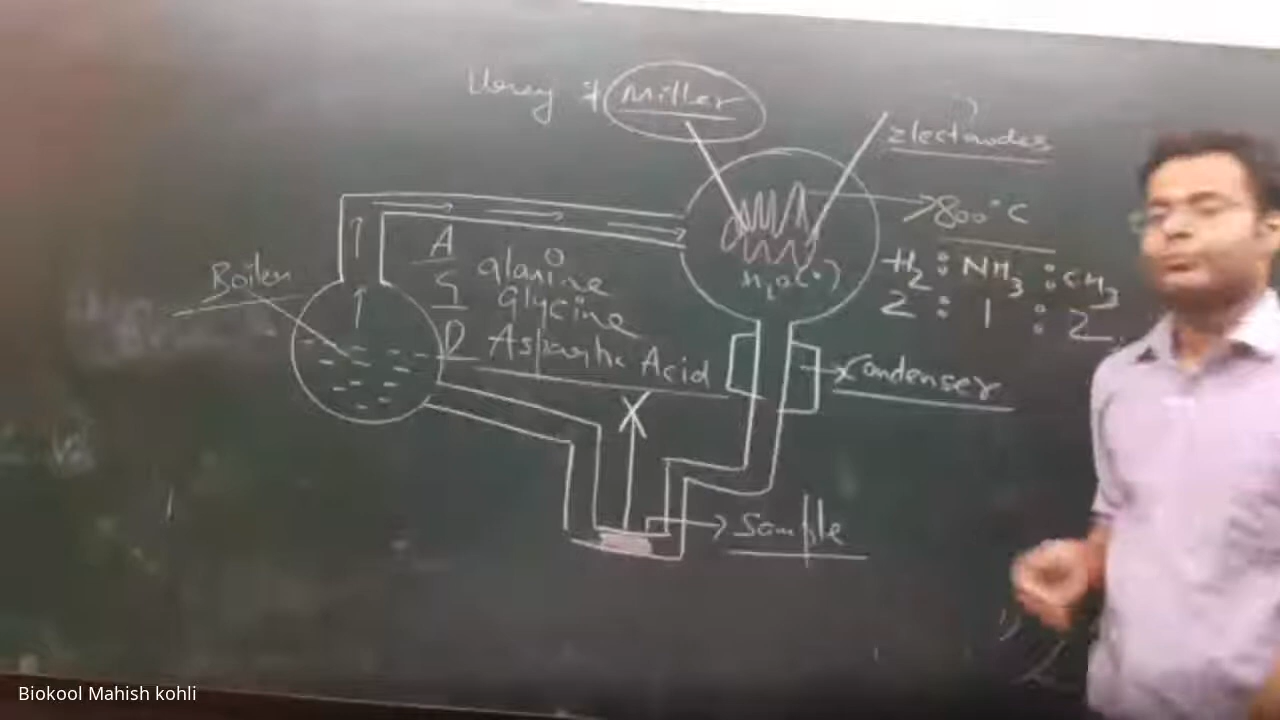 Urey & Miller
Electrodes
800°C
H2 : NH3 : CH3
2 : 1 : 2
H2O(v)
Boiler
A
G
D
alanine
glycine
Aspartic Acid
Condenser
Sample
Biokool Mahish kohli